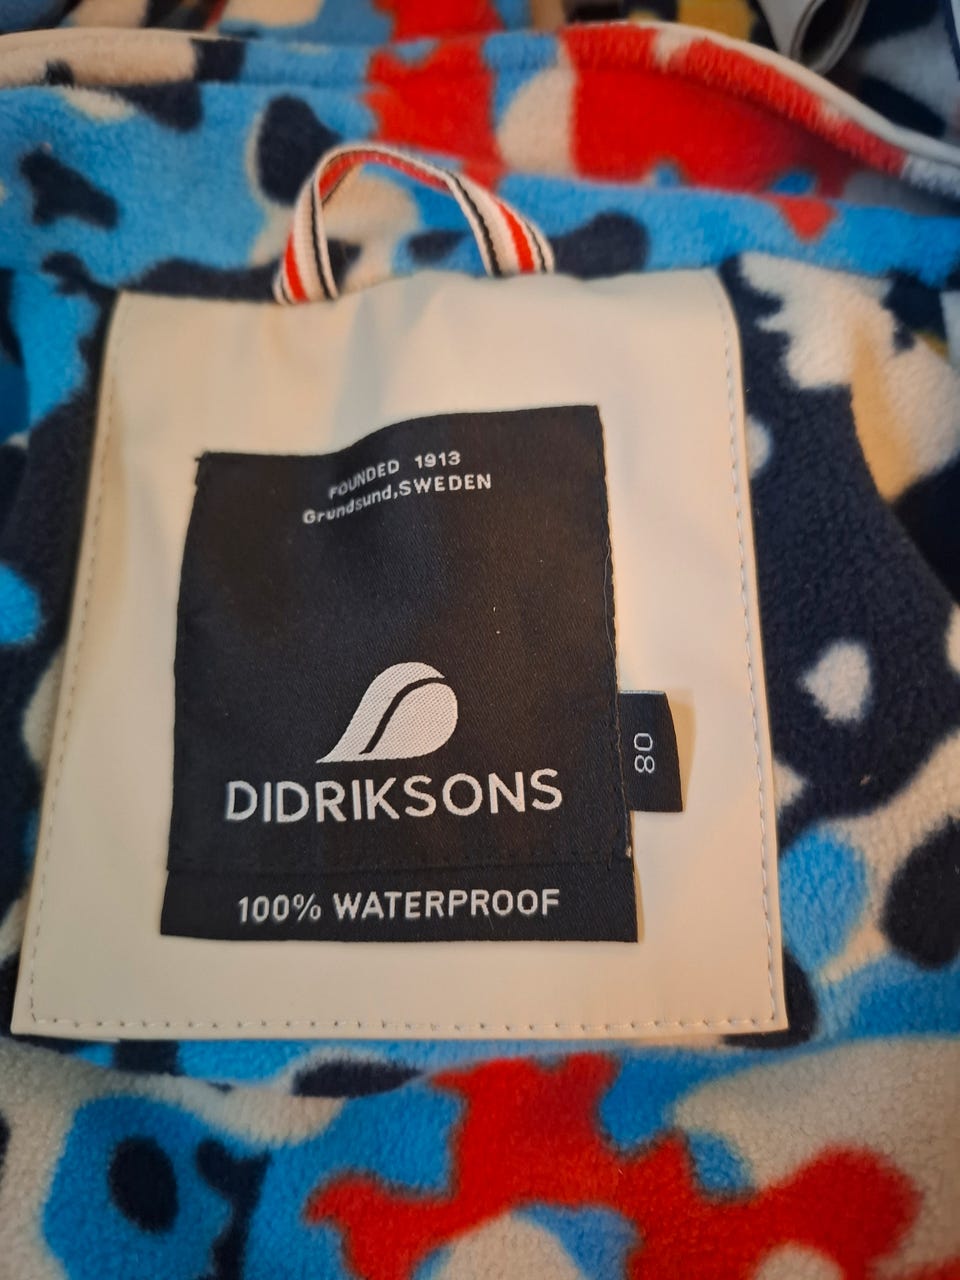 FOUNDED 1913
Grundsund,SWEDEN
DIDRIKSONS
80
100% WATERPROOF